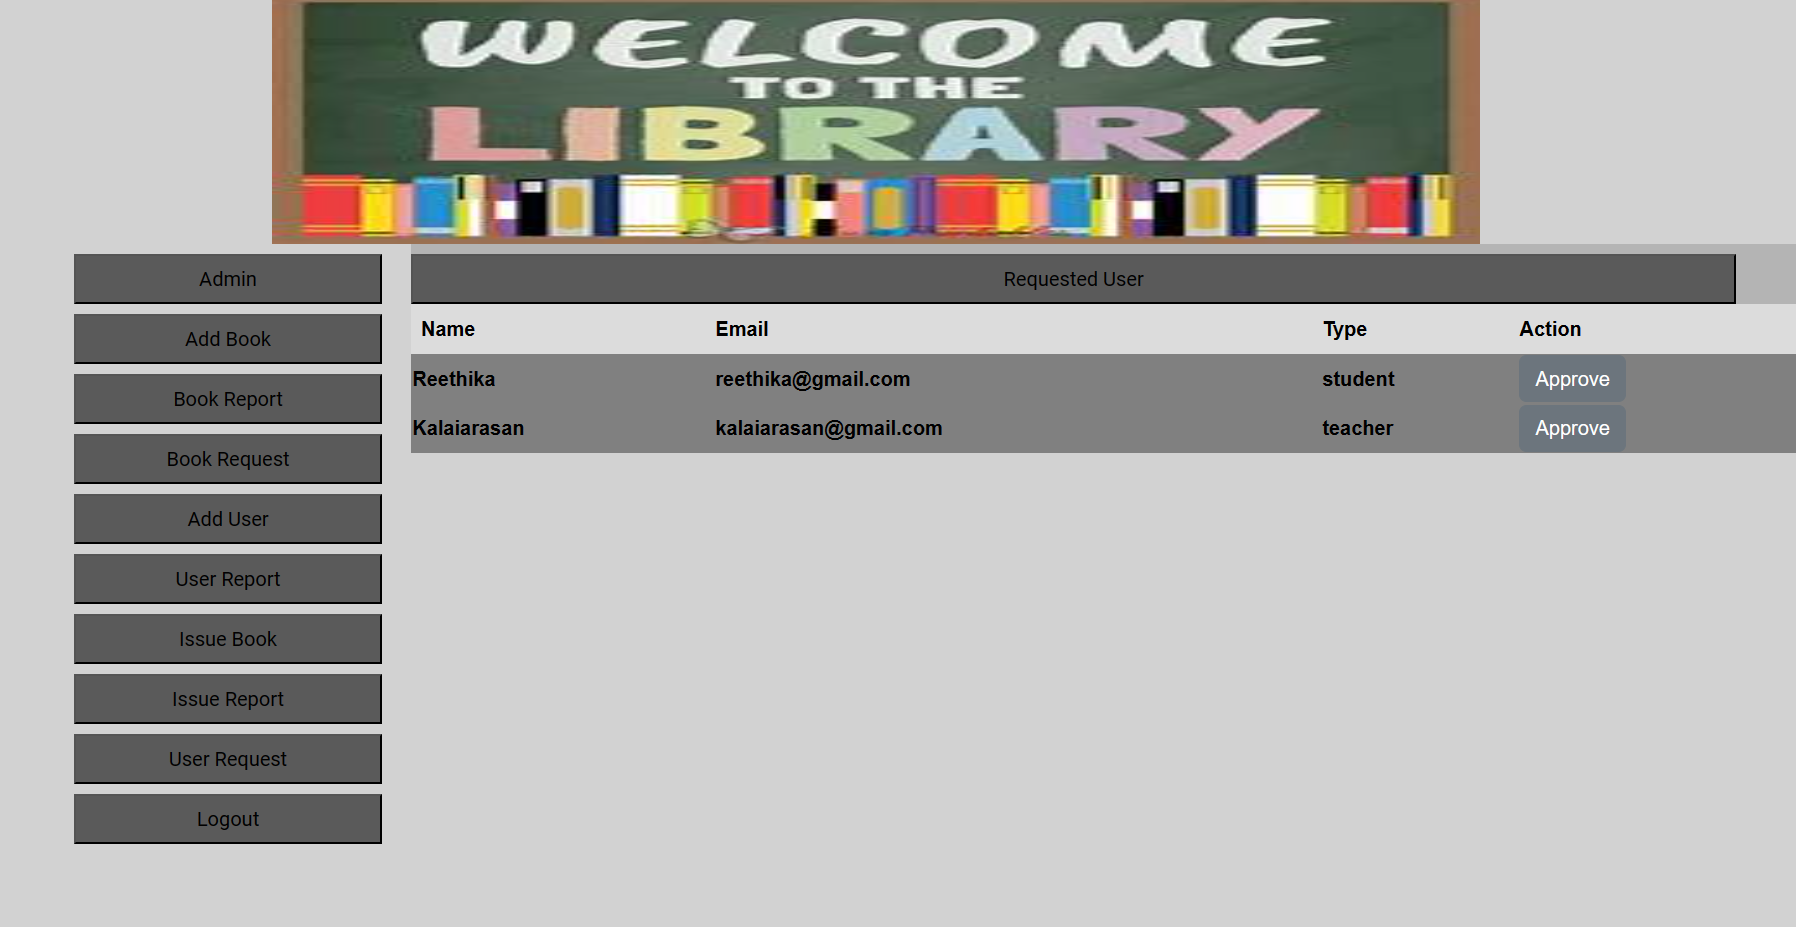 WELCOME
TO THE
LIBRARY
Admin
Add Book
Book Report
Book Request
Add User
User Report
Issue Book
Issue Report
User Request
Logout
Requested User
Name Email Type Action
Reethika reethika@gmail.com student Approve
Kalaiarasan kalaiarasan@gmail.com teacher Approve